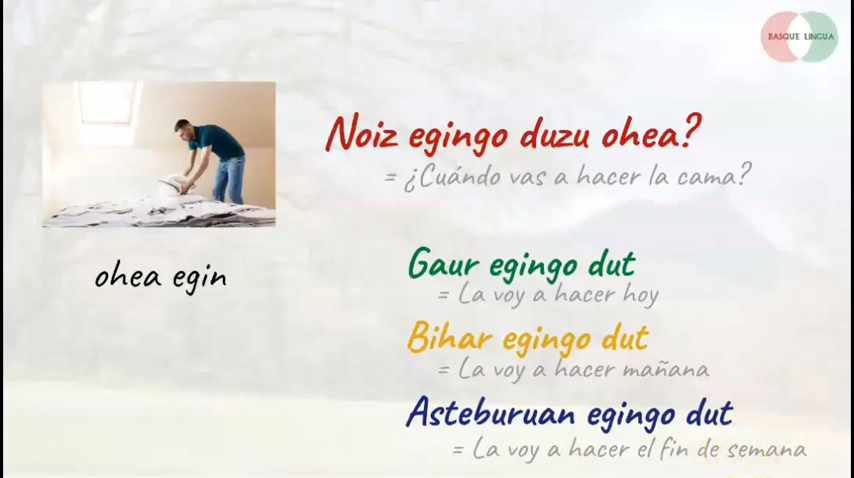 BASQUE LINGUA
Noiz egingo duzu ohea?
= ¿Cuándo vas a hacer la cama?
ohea egin
Gaur egingo dut
= La voy a hacer hoy
Bihar egingo dut
= La voy a hacer mañana
Asteburuan egingo dut
= La voy a hacer el fin de semana